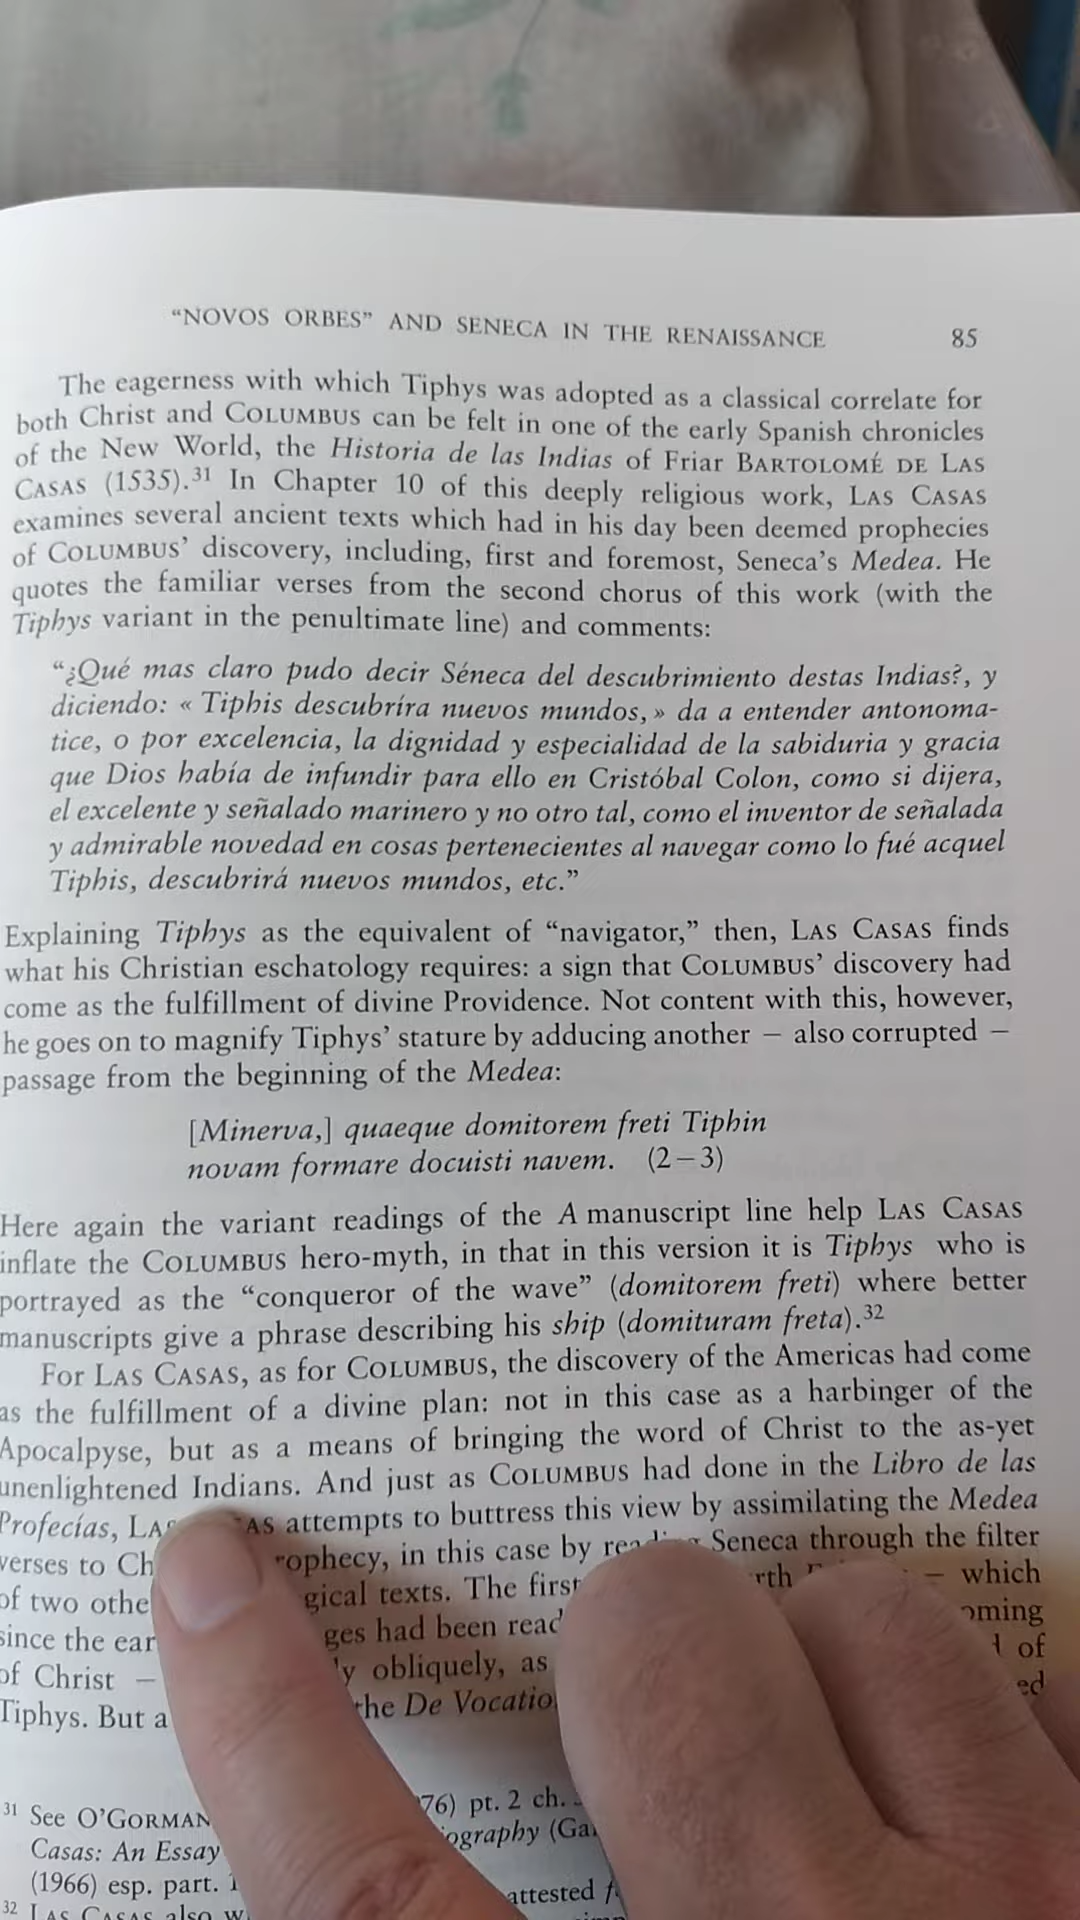 “NOVOS ORBES” AND SENECA IN THE RENAISSANCE 85
The eagerness with which Tiphys was adopted as a classical correlate for
both Christ and COLUMBUS can be felt in one of the early Spanish chronicles
of the New World, the Historia de las Indias of Friar BARTOLOMÉ DE LAS
CASAS (1535).31 In Chapter 10 of this deeply religious work, LAS CASAS
examines several ancient texts which had in his day been deemed prophecies
of COLUMBUS’ discovery, including, first and foremost, Seneca’s Medea. He
quotes the familiar verses from the second chorus of this work (with the
Tiphys variant in the penultimate line) and comments:
“¿Qué mas claro pudo decir Séneca del descubrimiento destas Indias?, y
diciendo: « Tiphis descubríra nuevos mundos, » da a entender antonoma-
tice, o por excelencia, la dignidad y especialidad de la sabiduria y gracia
que Dios había de infundir para ello en Cristóbal Colon, como si dijera,
el excelente y señalado marinero y no otro tal, como el inventor de señalada
y admirable novedad en cosas pertenecientes al navegar como lo fué acquel
Tiphis, descubrirá nuevos mundos, etc.”
Explaining Tiphys as the equivalent of “navigator,” then, LAS CASAS finds
what his Christian eschatology requires: a sign that COLUMBUS’ discovery had
come as the fulfillment of divine Providence. Not content with this, however,
he goes on to magnify Tiphys’ stature by adducing another — also corrupted —
passage from the beginning of the Medea:
[Minerva,] quaeque domitorem freti Tiphin
novam formare docuisti navem. (2–3)
Here again the variant readings of the A manuscript line help LAS CASAS
inflate the COLUMBUS hero-myth, in that in this version it is Tiphys who is
portrayed as the “conqueror of the wave” (domitorem freti) where better
manuscripts give a phrase describing his ship (domituram freta).32
For LAS CASAS, as for COLUMBUS, the discovery of the Americas had come
as the fulfillment of a divine plan: not in this case as a harbinger of the
Apocalpyse, but as a means of bringing the word of Christ to the as-yet
unenlightened Indians. And just as COLUMBUS had done in the Libro de las
Profecías, attempts to buttress this view by assimilating the Medea
verses to in this case by Seneca through the filter
of two texts. The first — which
since the ear ges had been
of Christ — obliquely, as of
Tiphys. But a the De
31 See O’GORMAN 76) pt. 2 ch.
Casas: An Essay
(1966) esp. part.
32 LAS CASAS also attested